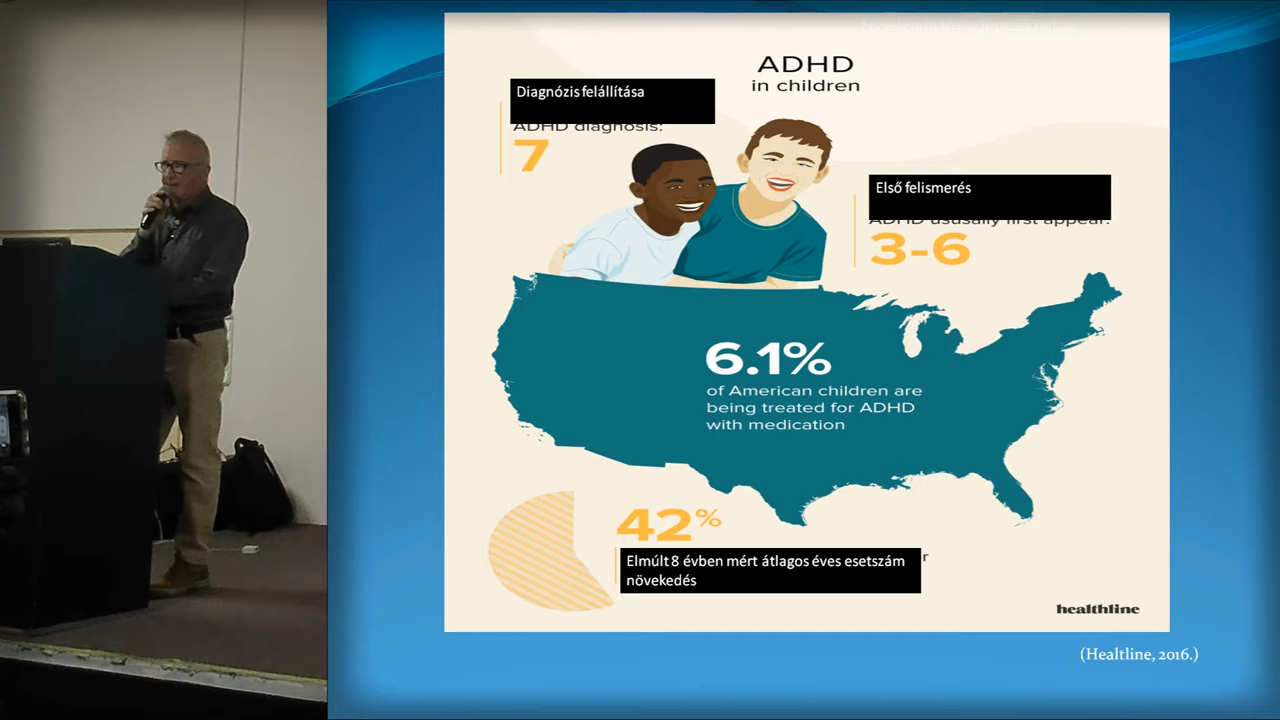 ADHD
in children
Diagnózis felállítása
ADHD diagnosis:
7
Első felismerés
ADHD ususally first appear:
3-6
6.1%
of American children are
being treated for ADHD
with medication
42%
Elmúlt 8 évben mért átlagos éves esetszám
növekedés
r
healthline
(Healtline, 2016.)